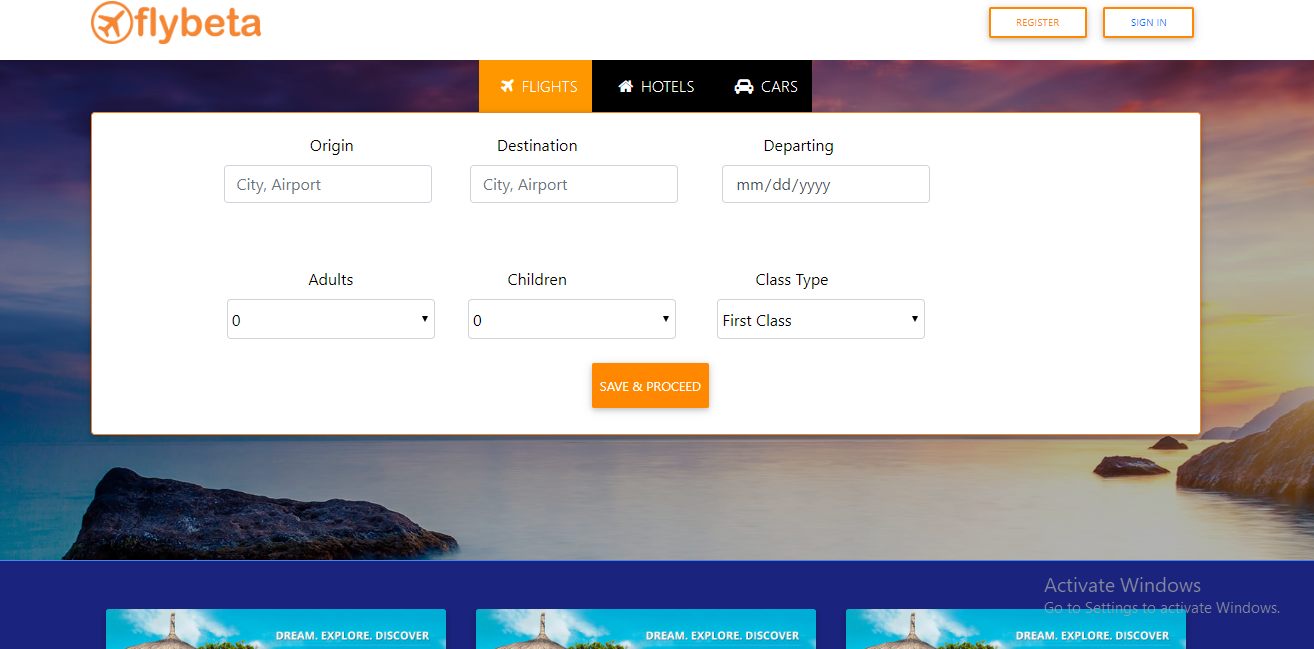 flybeta
REGISTER
SIGN IN
FLIGHTS
HOTELS
CARS
Origin
Destination
Departing
City, Airport
City, Airport
mm/dd/yyyy
Adults
Children
Class Type
0
0
First Class
SAVE & PROCEED
Activate Windows
Go to Settings to activate Windows.
DREAM. EXPLORE. DISCOVER
DREAM. EXPLORE. DISCOVER
DREAM. EXPLORE. DISCOVER